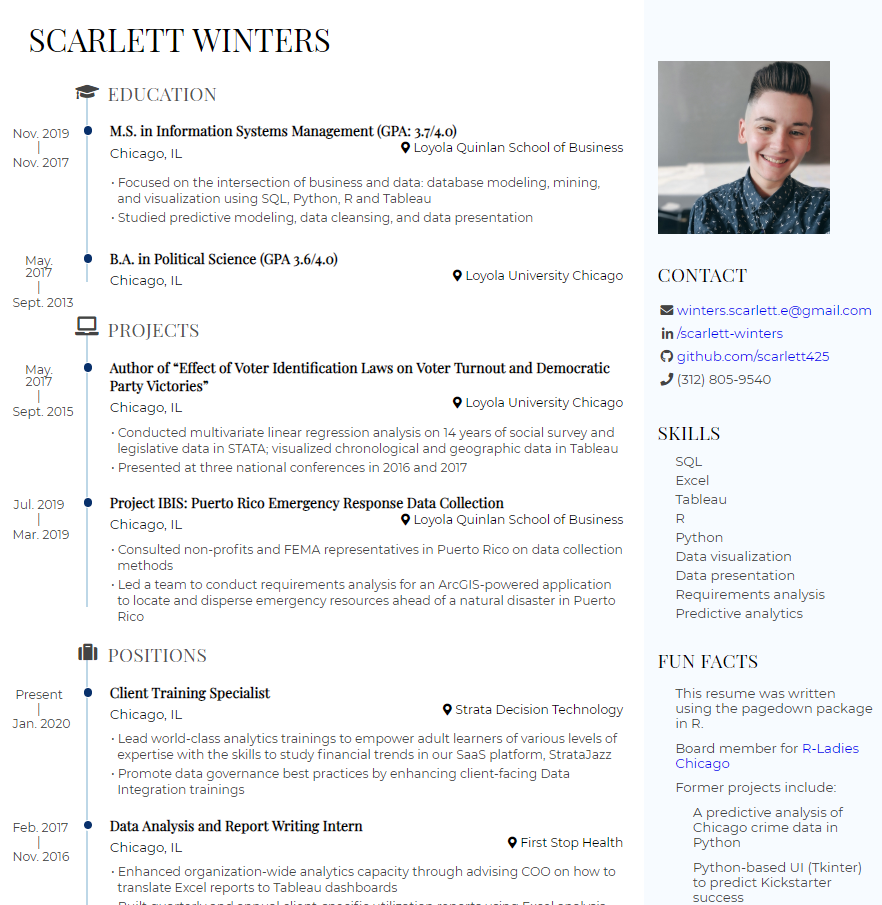 SCARLETT WINTERS
EDUCATION
Nov. 2019
|
Nov. 2017
M.S. in Information Systems Management (GPA: 3.7/4.0)
Loyola Quinlan School of Business
Chicago, IL
• Focused on the intersection of business and data: database modeling, mining,
and visualization using SQL, Python, R and Tableau
• Studied predictive modeling, data cleansing, and data presentation
May.
2017
|
Sept. 2013
B.A. in Political Science (GPA 3.6/4.0)
Loyola University Chicago
Chicago, IL
PROJECTS
May.
2017
|
Sept. 2015
Author of “Effect of Voter Identification Laws on Voter Turnout and Democratic
Party Victories”
Loyola University Chicago
Chicago, IL
• Conducted multivariate linear regression analysis on 14 years of social survey and
legislative data in STATA; visualized chronological and geographic data in Tableau
• Presented at three national conferences in 2016 and 2017
Jul. 2019
|
Mar. 2019
Project IBIS: Puerto Rico Emergency Response Data Collection
Loyola Quinlan School of Business
Chicago, IL
• Consulted non-profits and FEMA representatives in Puerto Rico on data collection
methods
• Led a team to conduct requirements analysis for an ArcGIS-powered application
to locate and disperse emergency resources ahead of a natural disaster in Puerto
Rico
POSITIONS
Present
|
Jan. 2020
Client Training Specialist
Strata Decision Technology
Chicago, IL
• Lead world-class analytics trainings to empower adult learners of various levels of
expertise with the skills to study financial trends in our SaaS platform, StrataJazz
• Promote data governance best practices by enhancing client-facing Data
Integration trainings
Feb. 2017
|
Nov. 2016
Data Analysis and Report Writing Intern
First Stop Health
Chicago, IL
• Enhanced organization-wide analytics capacity through advising COO on how to
translate Excel reports to Tableau dashboards
• Built quarterly and annual client-specific utilization reports using Excel analysis
CONTACT
winters.scarlett.e@gmail.com
in /scarlett-winters
github.com/scarlett425
(312) 805-9540
SKILLS
SQL
Excel
Tableau
R
Python
Data visualization
Data presentation
Requirements analysis
Predictive analytics
FUN FACTS
This resume was written
using the pagedown package
in R.
Board member for R-Ladies
Chicago
Former projects include:
A predictive analysis of
Chicago crime data in
Python
Python-based UI (Tkinter)
to predict Kickstarter
success